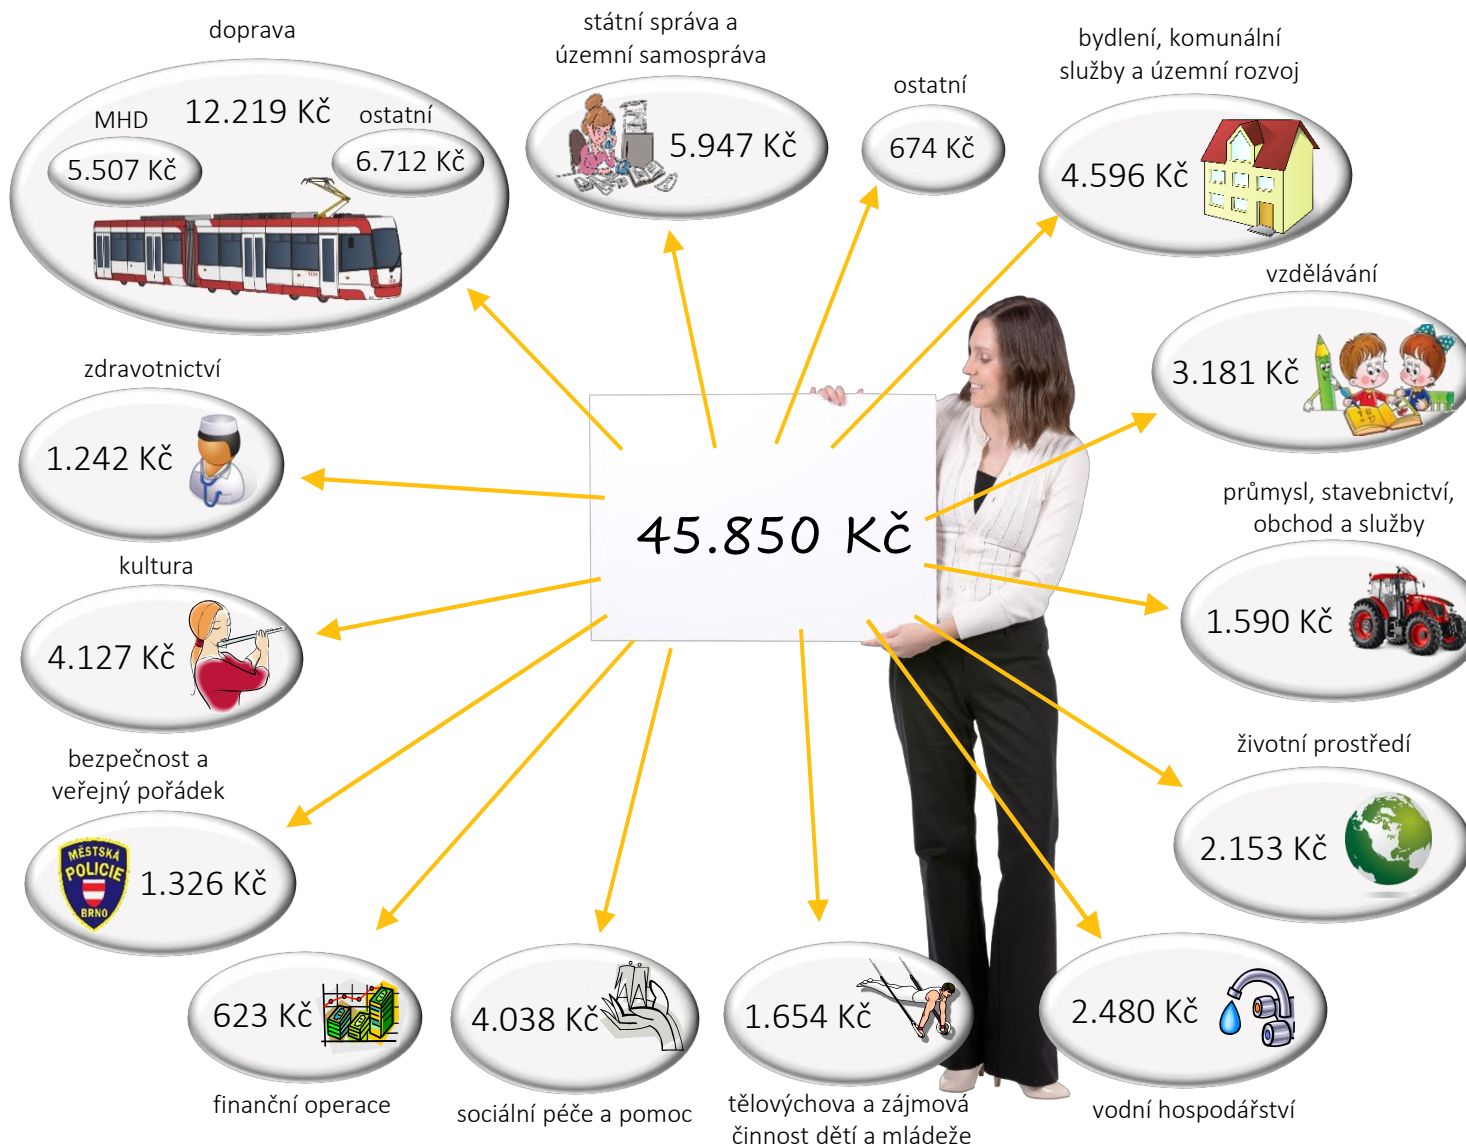 doprava
MHD
12.219 Kč
ostatní
5.507 Kč
6.712 Kč
státní správa a
územní samospráva
5.947 Kč
ostatní
674 Kč
bydlení, komunální
služby a územní rozvoj
4.596 Kč
vzdělávání
3.181 Kč
zdravotnictví
1.242 Kč
45.850 Kč
průmysl, stavebnictví,
obchod a služby
1.590 Kč
kultura
4.127 Kč
životní prostředí
2.153 Kč
bezpečnost a
veřejný pořádek
MĚSTSKÁ
POLICIE
BRNO
1.326 Kč
623 Kč
finanční operace
4.038 Kč
sociální péče a pomoc
1.654 Kč
tělovýchova a zájmová
činnost dětí a mládeže
2.480 Kč
vodní hospodářství